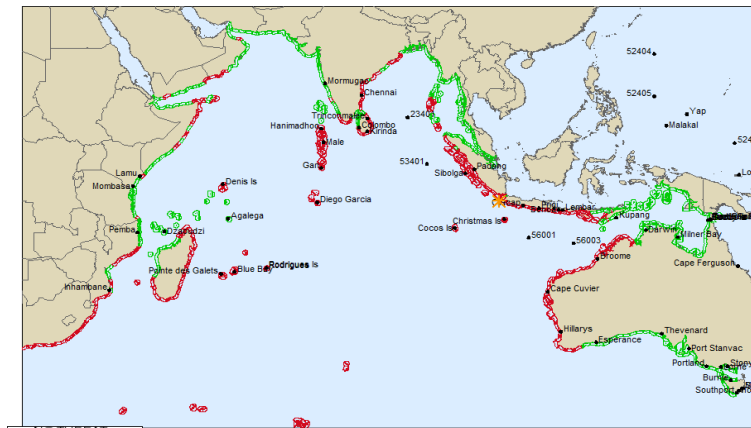 52404
Mormugao
Chennai
52405
Trincomalee
2340
Yap
Hanimadhoo
Colombo
Kirinda
Malakal
Male
Gan
53401
Padang
Sibolga
Lamu
Mombasa
Denis Is
Diego Garcia
Agalega
Christmas Is
Lembar
Kupang
Pemba
Dzaoudzi
Cocos Is
56001
56003
Darwin
Milner Bay
Pointe des Galets
Blue Bay
Rodrigues Is
Broome
Cape Ferguson
Inhambane
Cape Cuvier
Hillarys
Esperance
Thevenard
Port Stanvac
Portland
Burnie
Southport